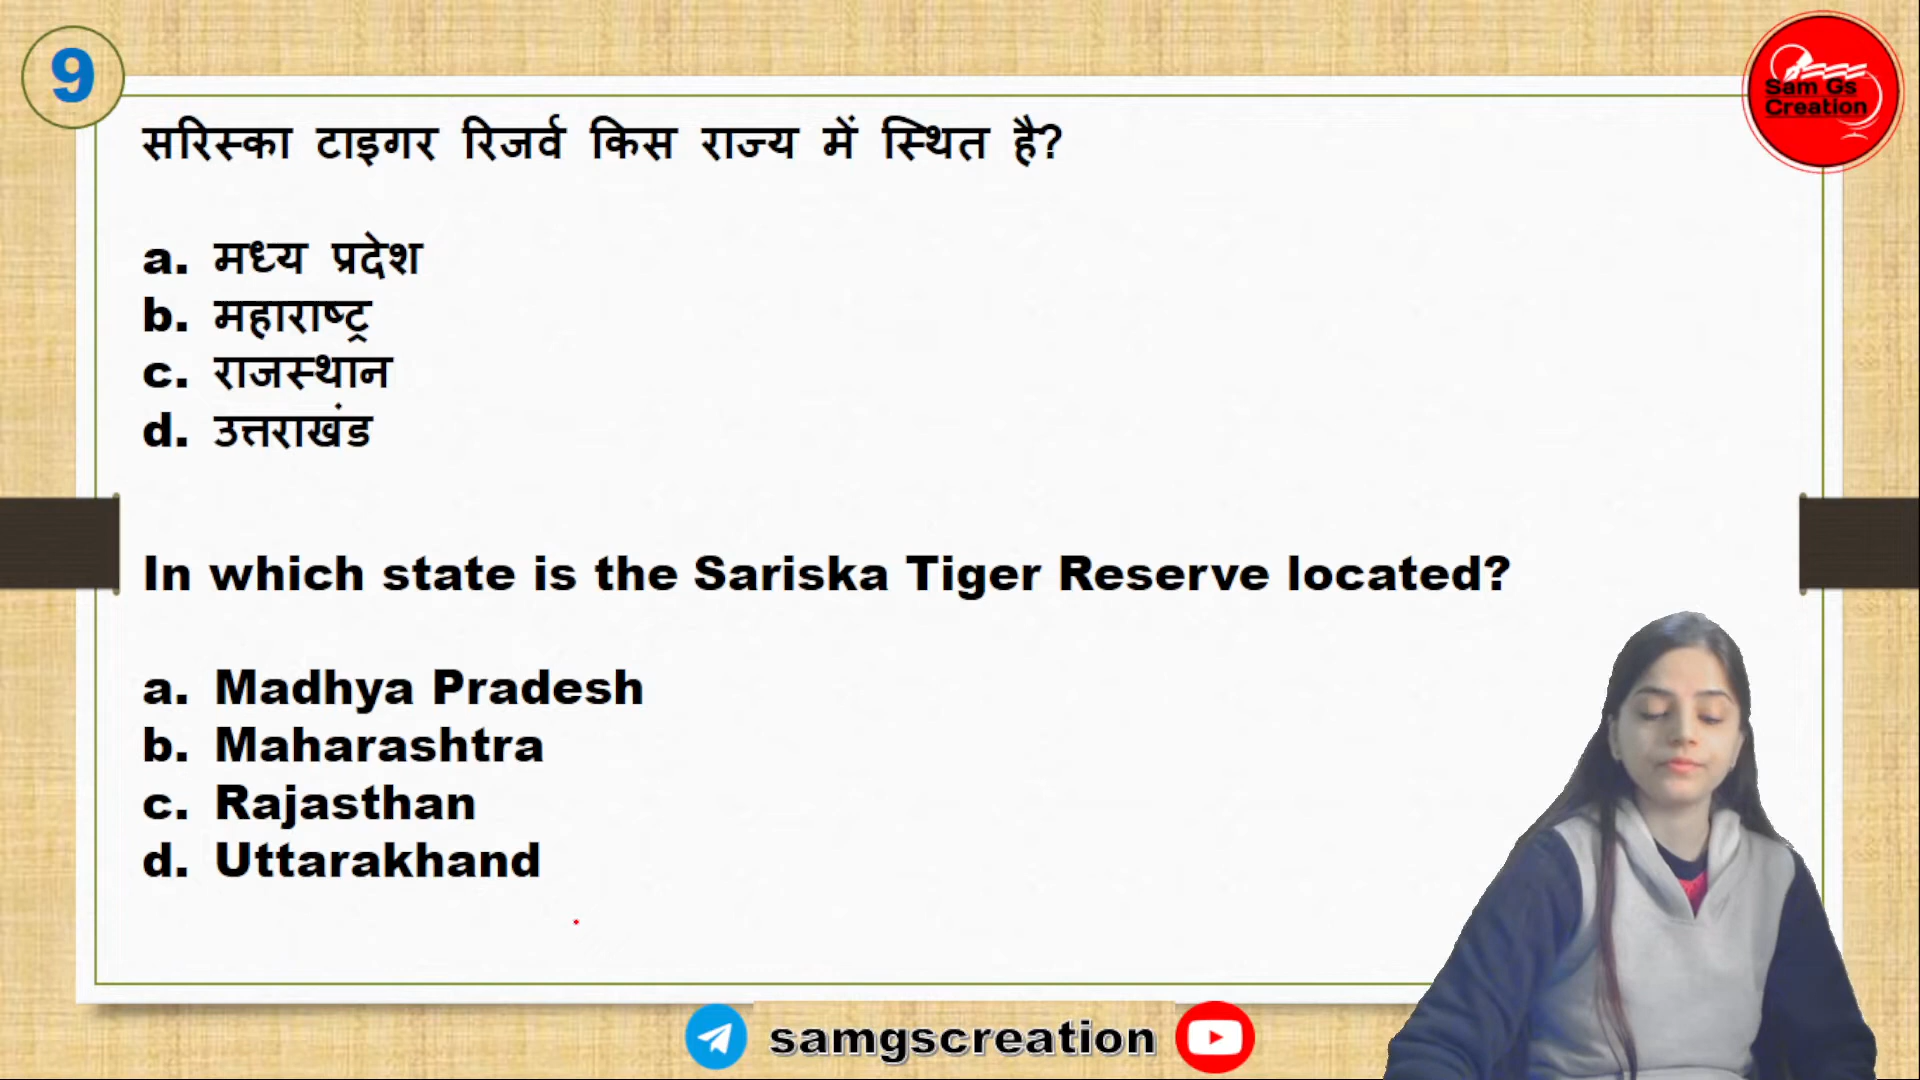 9
Sam Gs
Creation
सरिस्का टाइगर रिजर्व किस राज्य में स्थित है?
a. मध्य प्रदेश
b. महाराष्ट्र
c. राजस्थान
d. उत्तराखंड
In which state is the Sariska Tiger Reserve located?
a. Madhya Pradesh
b. Maharashtra
c. Rajasthan
d. Uttarakhand
samgscreation